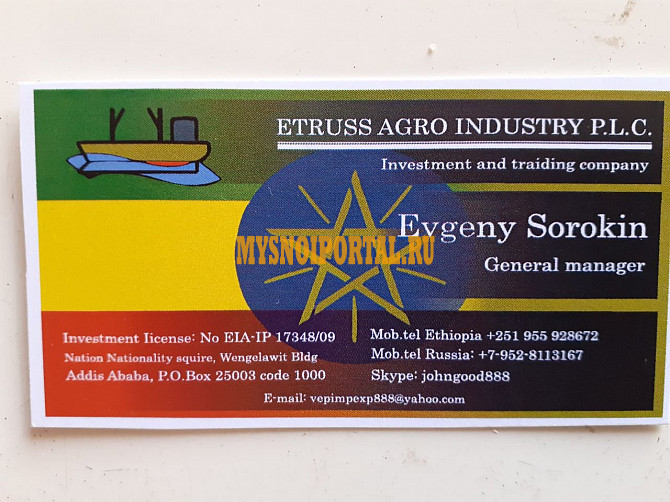 ETRUSS AGRO INDUSTRY P.L.C.
Investment and traiding company
Evgeny Sorokin
General manager
MYSNOIPORTAL.RU
Investment Iicense: No EIA-IP 17348/09
Nation Nationality squire, Wengelawit Bldg
Addis Ababa, P.O.Box 25003 code 1000
Mob.tel Ethiopia +251 955 928672
Mob.tel Russia: +7-952-8113167
Skype: johngood888
E-mail: vepimpexp888@yahoo.com